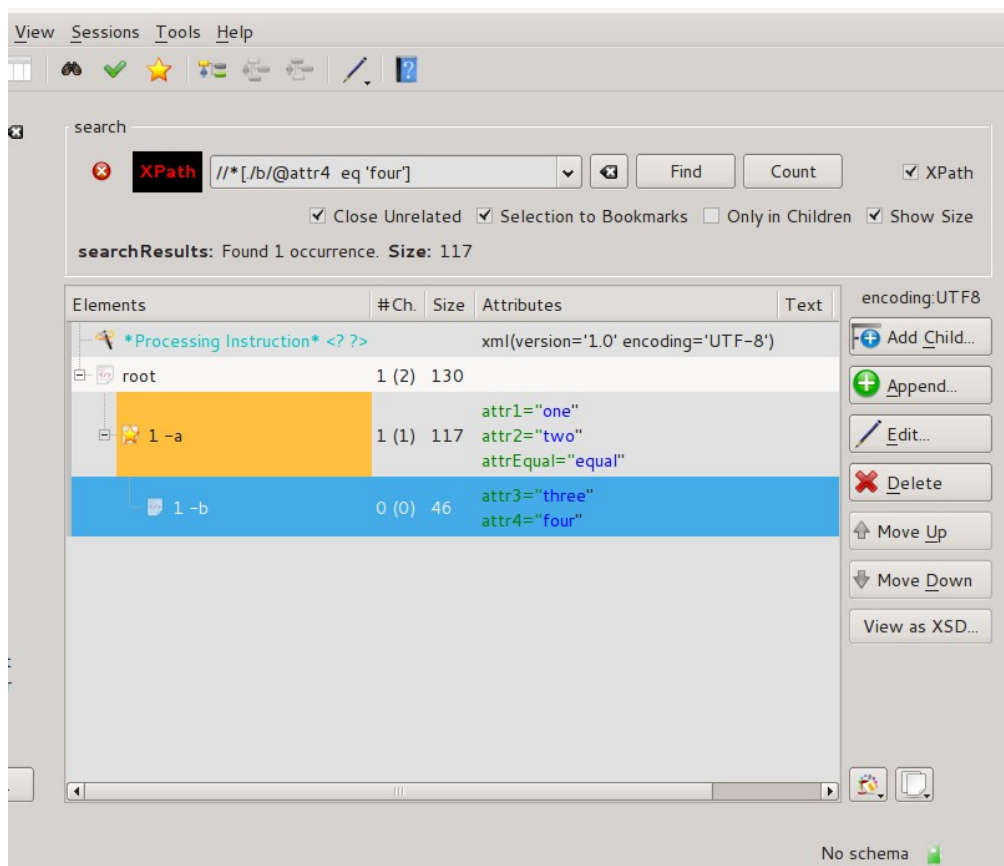 View Sessions Tools Help
search
XPath //*[./b/@attr4 eq 'four'] Find Count XPath
Close Unrelated Selection to Bookmarks Only in Children Show Size
searchResults: Found 1 occurrence. Size: 117
Elements #Ch. Size Attributes Text
encoding:UTF8
*Processing Instruction* <? ?> xml(version='1.0' encoding='UTF-8')
Add Child...
root 1 (2) 130
Append...
attr1="one"
1 -a 1 (1) 117 attr2="two"
Edit...
attrEqual="equal"
Delete
attr3="three"
1 -b 0 (0) 46
attr4="four"
Move Up
Move Down
View as XSD...
No schema